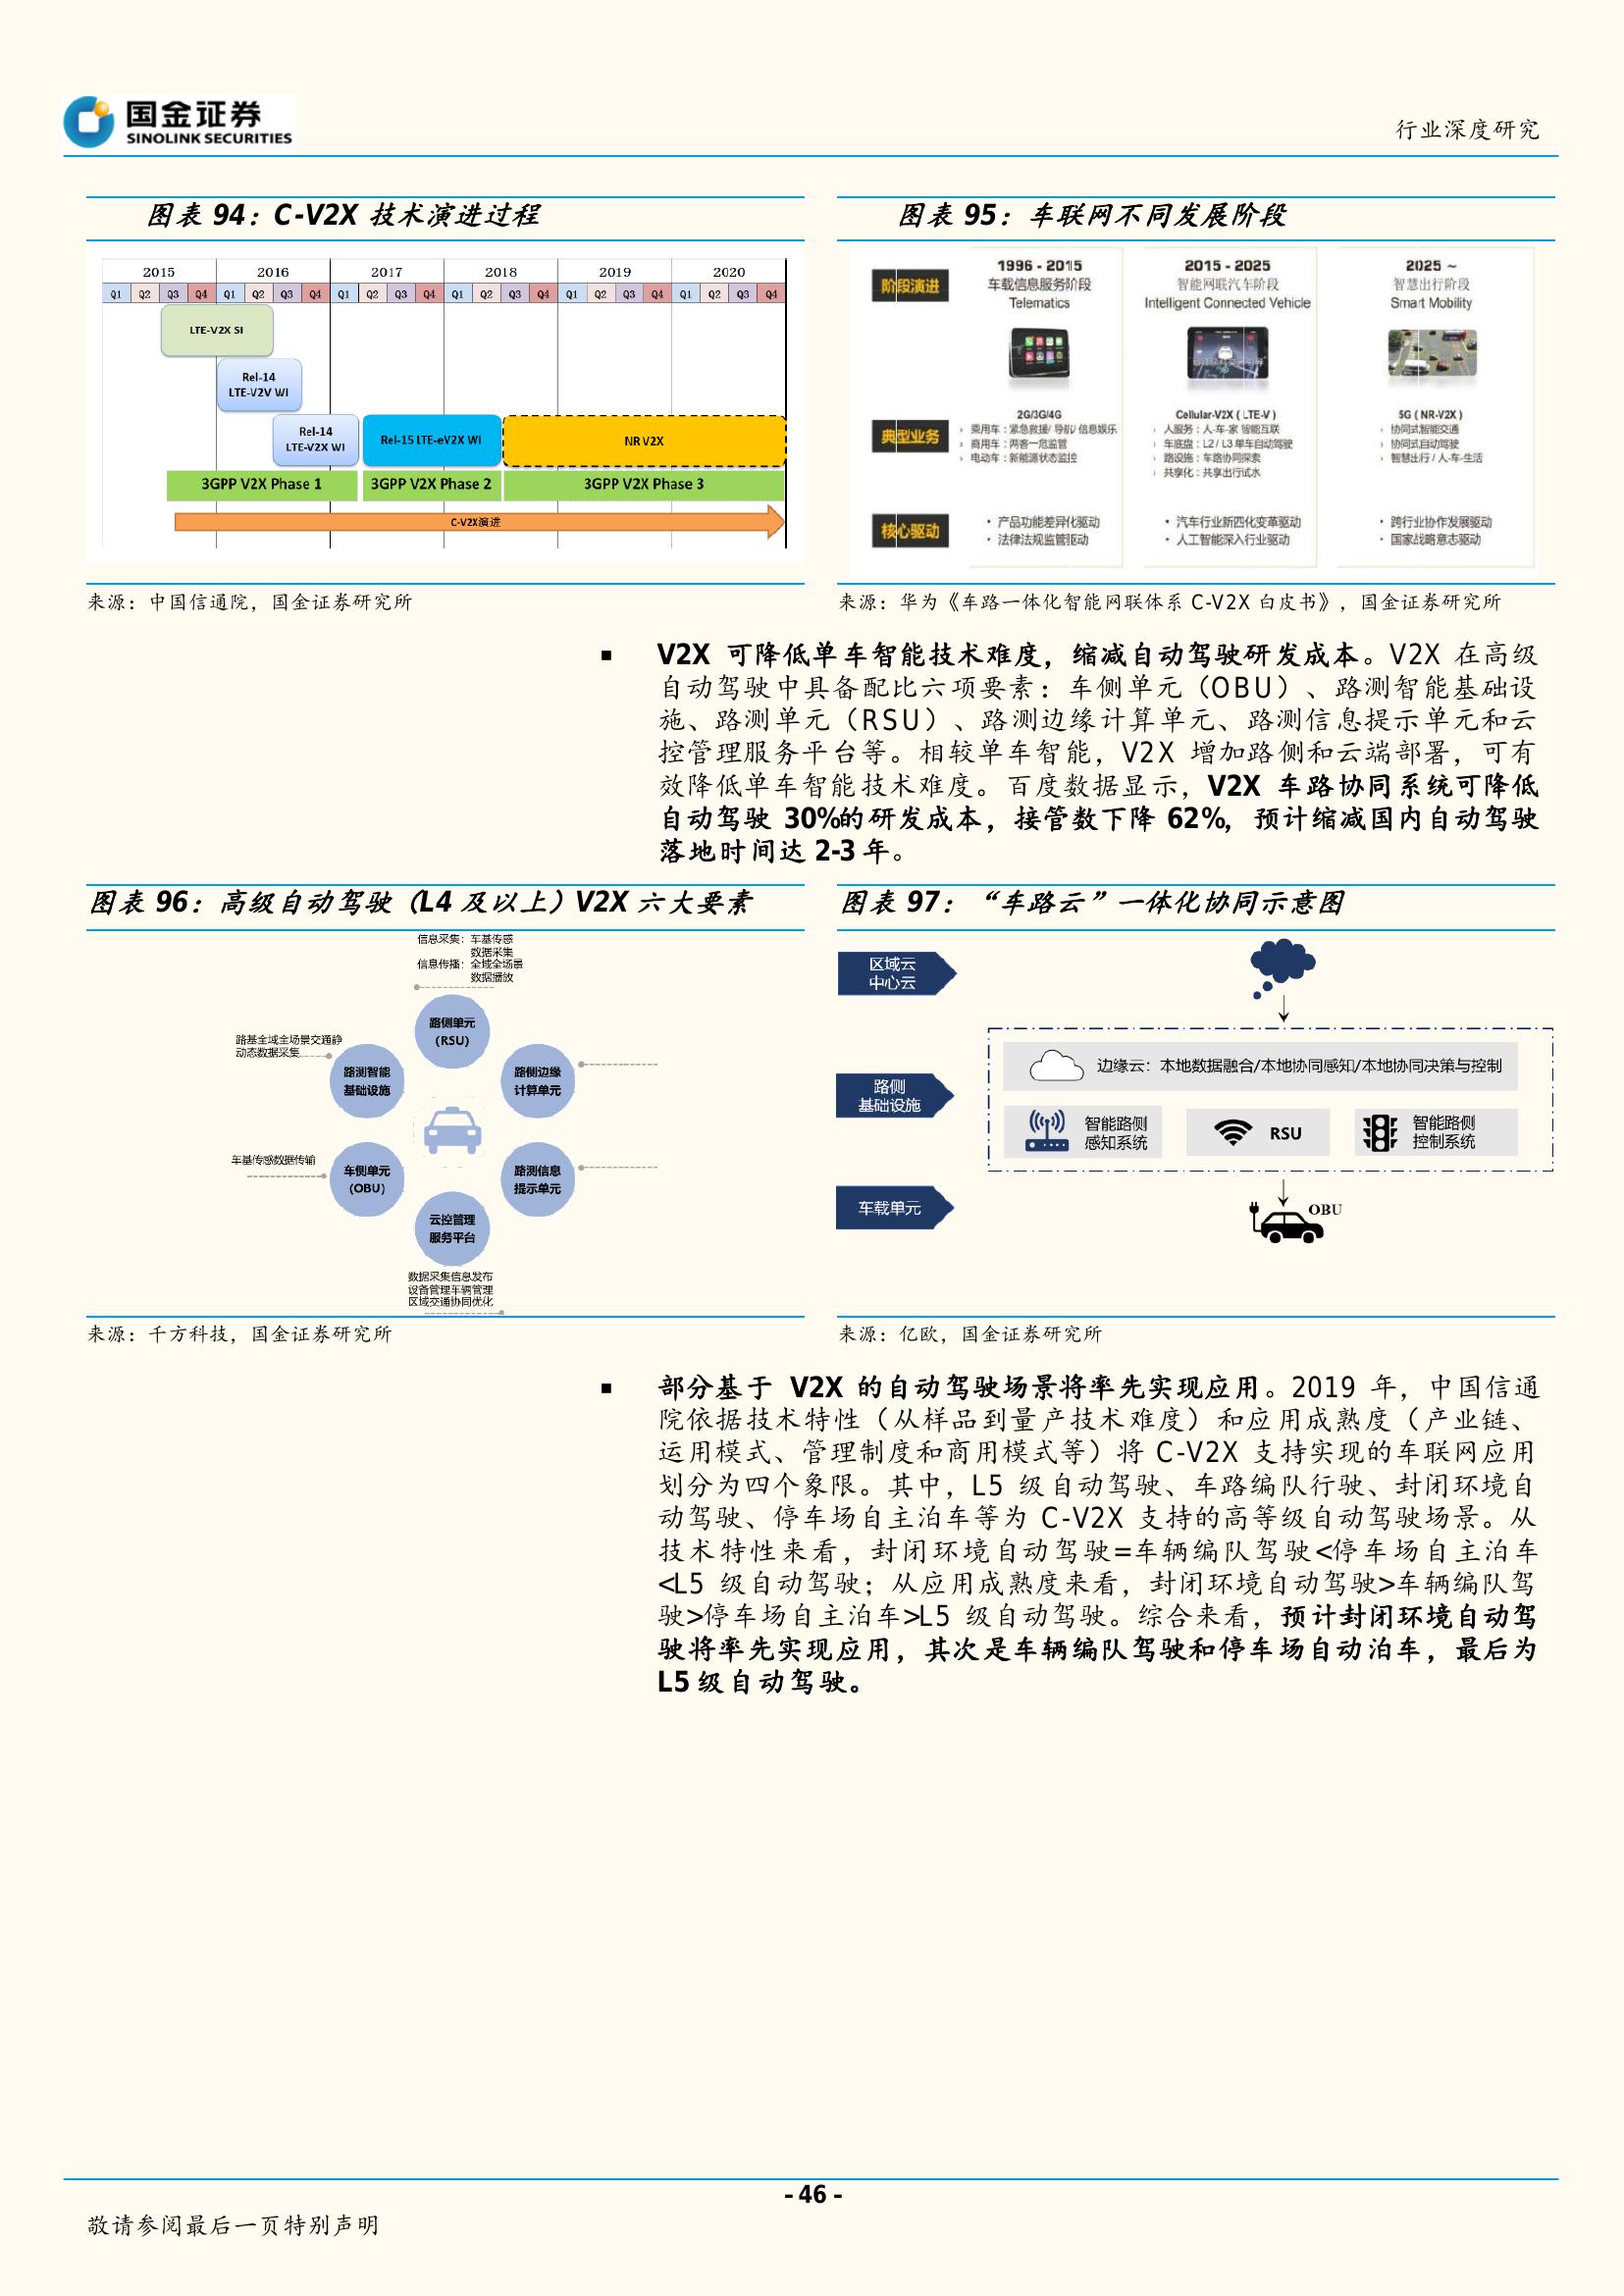 国金证券
SINOLINK SECURITIES
行业深度研究
图表 94：C-V2X 技术演进过程
2015 2016 2017 2018 2019 2020
Q1 Q2 Q3 Q4 Q1 Q2 Q3 Q4 Q1 Q2 Q3 Q4 Q1 Q2 Q3 Q4 Q1 Q2 Q3 Q4 Q1 Q2 Q3 Q4
LTE-V2X SI
Rel-14
LTE-V2V WI
Rel-14
LTE-V2X WI
Rel-15 LTE-eV2X WI
NR V2X
3GPP V2X Phase 1
3GPP V2X Phase 2
3GPP V2X Phase 3
C-V2X演进
来源：中国信通院，国金证券研究所
图表 95：车联网不同发展阶段
阶段演进
1996 - 2015
车载信息服务阶段
Telematics
2015 - 2025
智能网联汽车阶段
Intelligent Connected Vehicle
2025 ~
智慧出行阶段
Smart Mobility
典型业务
2G/3G/4G
› 乘用车：紧急救援/ 导航/ 信息娱乐
› 商用车：两客一危监管
› 电动车：新能源状态监控
Cellular-V2X ( LTE-V )
› 人服务：人-车-家 智能互联
› 车底盘：L2 / L3 单车自动驾驶
› 路设施：车路协同探索
› 共享化：共享出行试水
5G ( NR-V2X )
› 协同式智能交通
› 协同式自动驾驶
› 智慧出行 / 人-车-生活
核心驱动
• 产品功能差异化驱动
• 法律法规监管驱动
• 汽车行业新四化变革驱动
• 人工智能深入行业驱动
• 跨行业协作发展驱动
• 国家战略意志驱动
来源：华为《车路一体化智能网联体系 C-V2X 白皮书》，国金证券研究所
■ V2X 可降低单车智能技术难度，缩减自动驾驶研发成本。V2X 在高级
自动驾驶中具备配比六项要素：车侧单元（OBU）、路测智能基础设
施、路测单元（RSU）、路测边缘计算单元、路测信息提示单元和云
控管理服务平台等。相较单车智能，V2X 增加路侧和云端部署，可有
效降低单车智能技术难度。百度数据显示，V2X 车路协同系统可降低
自动驾驶 30%的研发成本，接管数下降 62%，预计缩减国内自动驾驶
落地时间达 2-3 年。
图表 96：高级自动驾驶（L4 及以上）V2X 六大要素
信息采集：车基传感
数据采集
信息传播：全域全场景
数据播放
路侧单元
(RSU)
路基全域全场景交通静
动态数据采集
路测智能
基础设施
路侧边缘
计算单元
车基传感数据传输
车侧单元
(OBU)
路测信息
提示单元
云控管理
服务平台
数据采集信息发布
设备管理车辆管理
区域交通协同优化
来源：千方科技，国金证券研究所
图表 97：“车路云”一体化协同示意图
区域云
中心云
路侧
基础设施
边缘云：本地数据融合/本地协同感知/本地协同决策与控制
智能路侧
感知系统
RSU
智能路侧
控制系统
车载单元
OBU
来源：亿欧，国金证券研究所
■ 部分基于 V2X 的自动驾驶场景将率先实现应用。2019 年，中国信通
院依据技术特性（从样品到量产技术难度）和应用成熟度（产业链、
运用模式、管理制度和商用模式等）将 C-V2X 支持实现的车联网应用
划分为四个象限。其中，L5 级自动驾驶、车路编队行驶、封闭环境自
动驾驶、停车场自主泊车等为 C-V2X 支持的高等级自动驾驶场景。从
技术特性来看，封闭环境自动驾驶=车辆编队驾驶<停车场自主泊车
<L5 级自动驾驶；从应用成熟度来看，封闭环境自动驾驶>车辆编队驾
驶>停车场自主泊车>L5 级自动驾驶。综合来看，预计封闭环境自动驾
驶将率先实现应用，其次是车辆编队驾驶和停车场自动泊车，最后为
L5 级自动驾驶。
- 46 -
敬请参阅最后一页特别声明